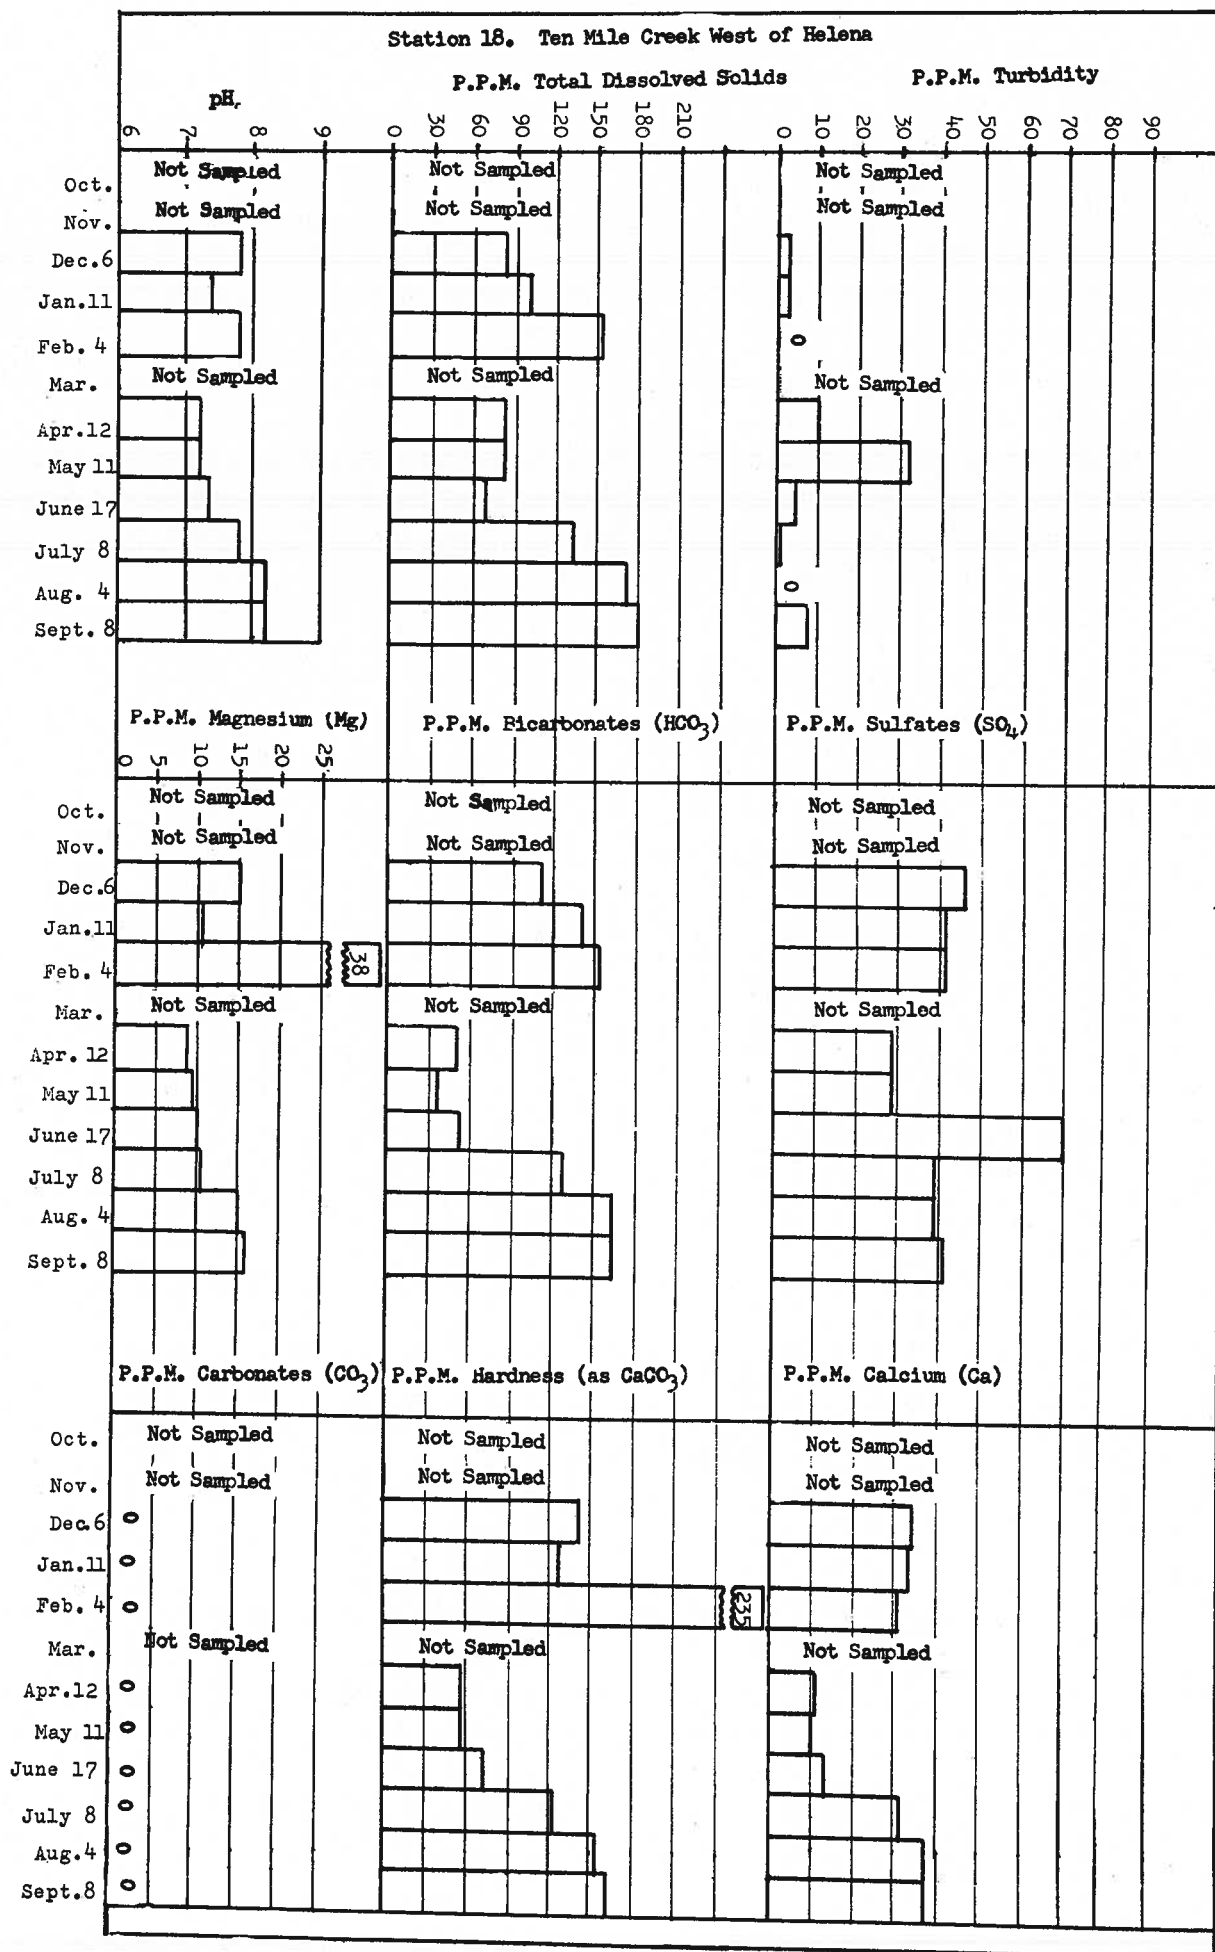 Station 18. Ten Mile Creek West of Helena
pH
P.P.M. Total Dissolved Solids
P.P.M. Turbidity
6 7 8 9
0 30 60 90 120 150 180 210
0 10 20 30 40 50 60 70 80 90
Oct. Not Sampled Not Sampled Not Sampled
Nov. Not Sampled Not Sampled Not Sampled
Dec.6
Jan.11
Feb. 4 0
Mar. Not Sampled Not Sampled Not Sampled
Apr.12
May 11
June 17
July 8
Aug. 4 0
Sept. 8
P.P.M. Magnesium (Mg) P.P.M. Bicarbonates (HCO3) P.P.M. Sulfates (SO4)
0 5 10 15 20 25
Oct. Not Sampled Not Sampled Not Sampled
Nov. Not Sampled Not Sampled Not Sampled
Dec.6
Jan.11
Feb. 4 38
Mar. Not Sampled Not Sampled Not Sampled
Apr. 12
May 11
June 17
July 8
Aug. 4
Sept. 8
P.P.M. Carbonates (CO3) P.P.M. Hardness (as CaCO3) P.P.M. Calcium (Ca)
Oct. Not Sampled Not Sampled Not Sampled
Nov. Not Sampled Not Sampled Not Sampled
Dec.6 0
Jan.11 0
Feb. 4 0 235
Mar. Not Sampled Not Sampled Not Sampled
Apr.12 0
May 11 0
June 17 0
July 8 0
Aug.4 0
Sept.8 0